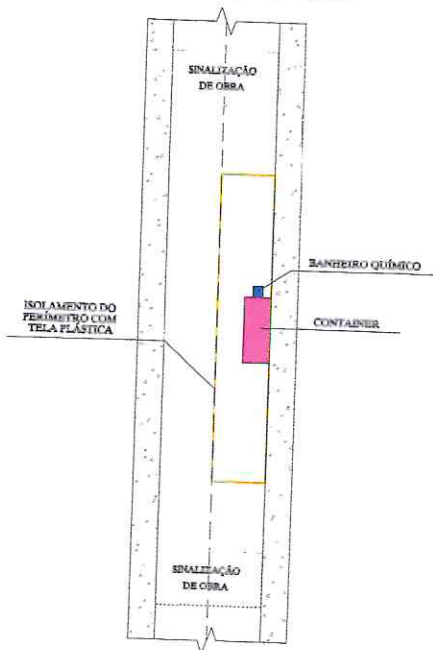 SINALIZAÇÃO
DE OBRA
BANHEIRO QUÍMICO
ISOLAMENTO DO
PERÍMETRO COM
TELA PLÁSTICA
CONTAINER
SINALIZAÇÃO
DE OBRA